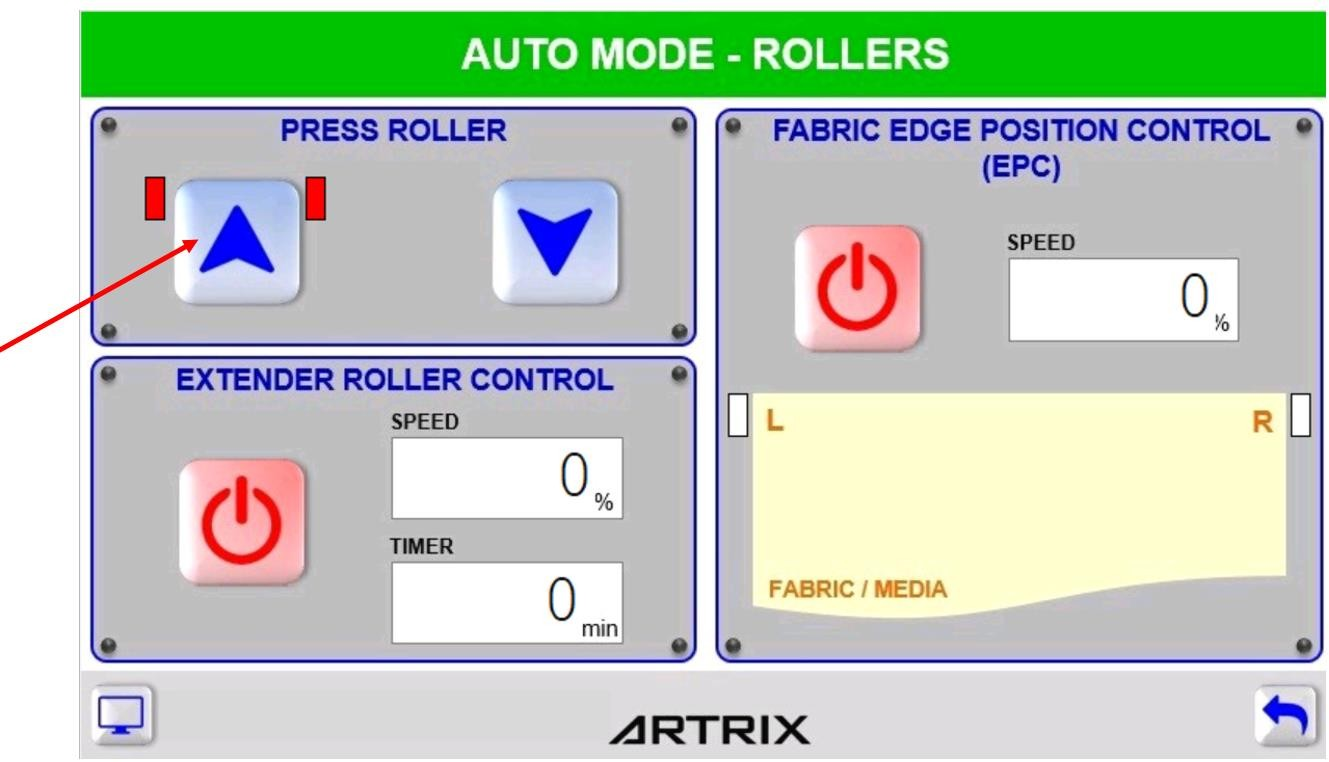 AUTO MODE - ROLLERS
PRESS ROLLER
EXTENDER ROLLER CONTROL
SPEED
0 %
TIMER
0 min
FABRIC EDGE POSITION CONTROL
(EPC)
SPEED
0 %
L R
FABRIC / MEDIA
ARTRIX